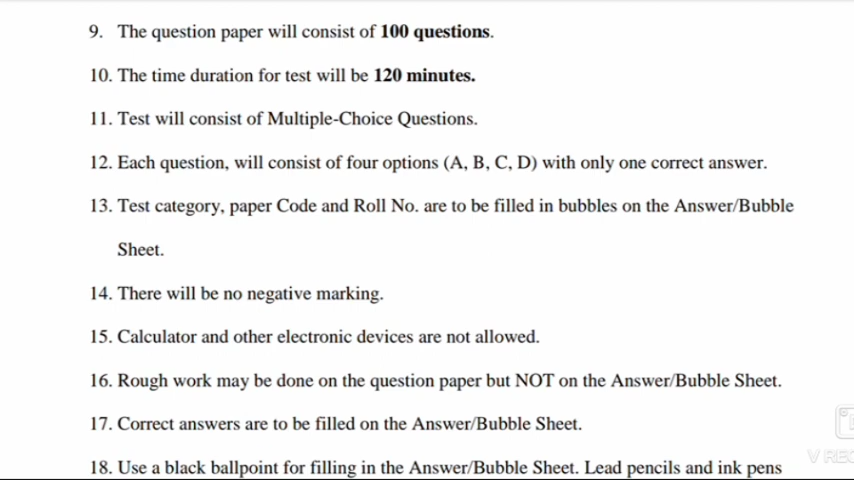 9. The question paper will consist of 100 questions.
10. The time duration for test will be 120 minutes.
11. Test will consist of Multiple-Choice Questions.
12. Each question, will consist of four options (A, B, C, D) with only one correct answer.
13. Test category, paper Code and Roll No. are to be filled in bubbles on the Answer/Bubble
Sheet.
14. There will be no negative marking.
15. Calculator and other electronic devices are not allowed.
16. Rough work may be done on the question paper but NOT on the Answer/Bubble Sheet.
17. Correct answers are to be filled on the Answer/Bubble Sheet.
V REC
18. Use a black ballpoint for filling in the Answer/Bubble Sheet. Lead pencils and ink pens